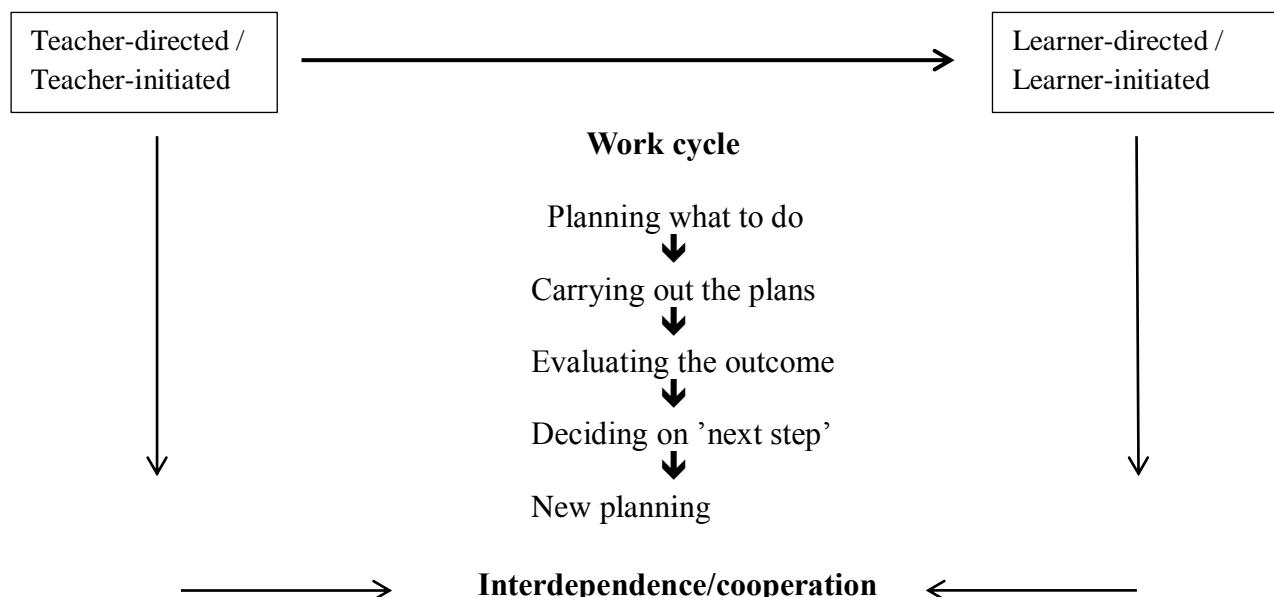 Teacher-directed /
Teacher-initiated
Learner-directed /
Learner-initiated
Work cycle
Planning what to do
Carrying out the plans
Evaluating the outcome
Deciding on ’next step’
New planning
Interdependence/cooperation